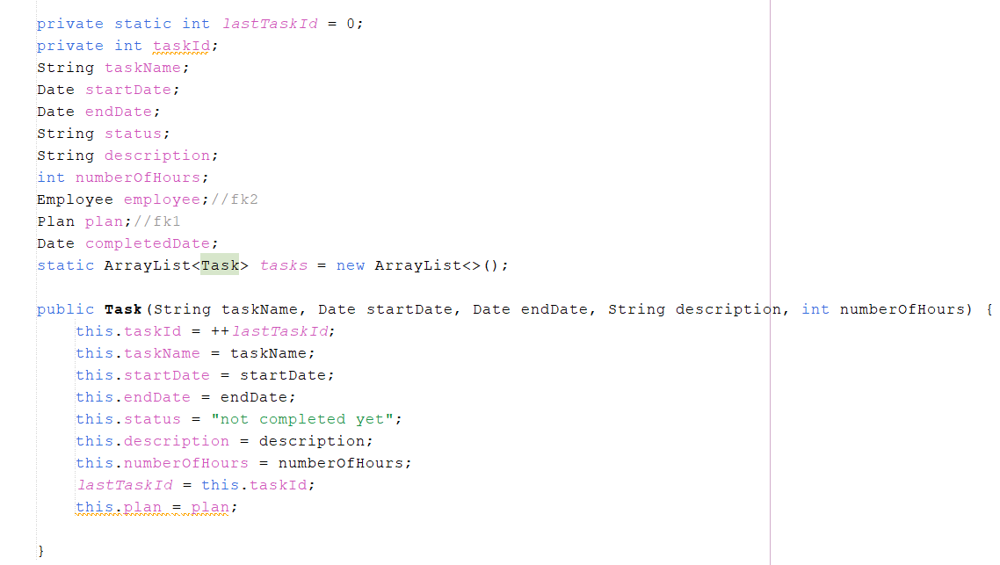 private static int lastTaskId = 0;
private int taskId;
String taskName;
Date startDate;
Date endDate;
String status;
String description;
int numberOfHours;
Employee employee;//fk2
Plan plan;//fk1
Date completedDate;
static ArrayList<Task> tasks = new ArrayList<>();
public Task(String taskName, Date startDate, Date endDate, String description, int numberOfHours) {
this.taskId = ++lastTaskId;
this.taskName = taskName;
this.startDate = startDate;
this.endDate = endDate;
this.status = "not completed yet";
this.description = description;
this.numberOfHours = numberOfHours;
lastTaskId = this.taskId;
this.plan = plan;
}